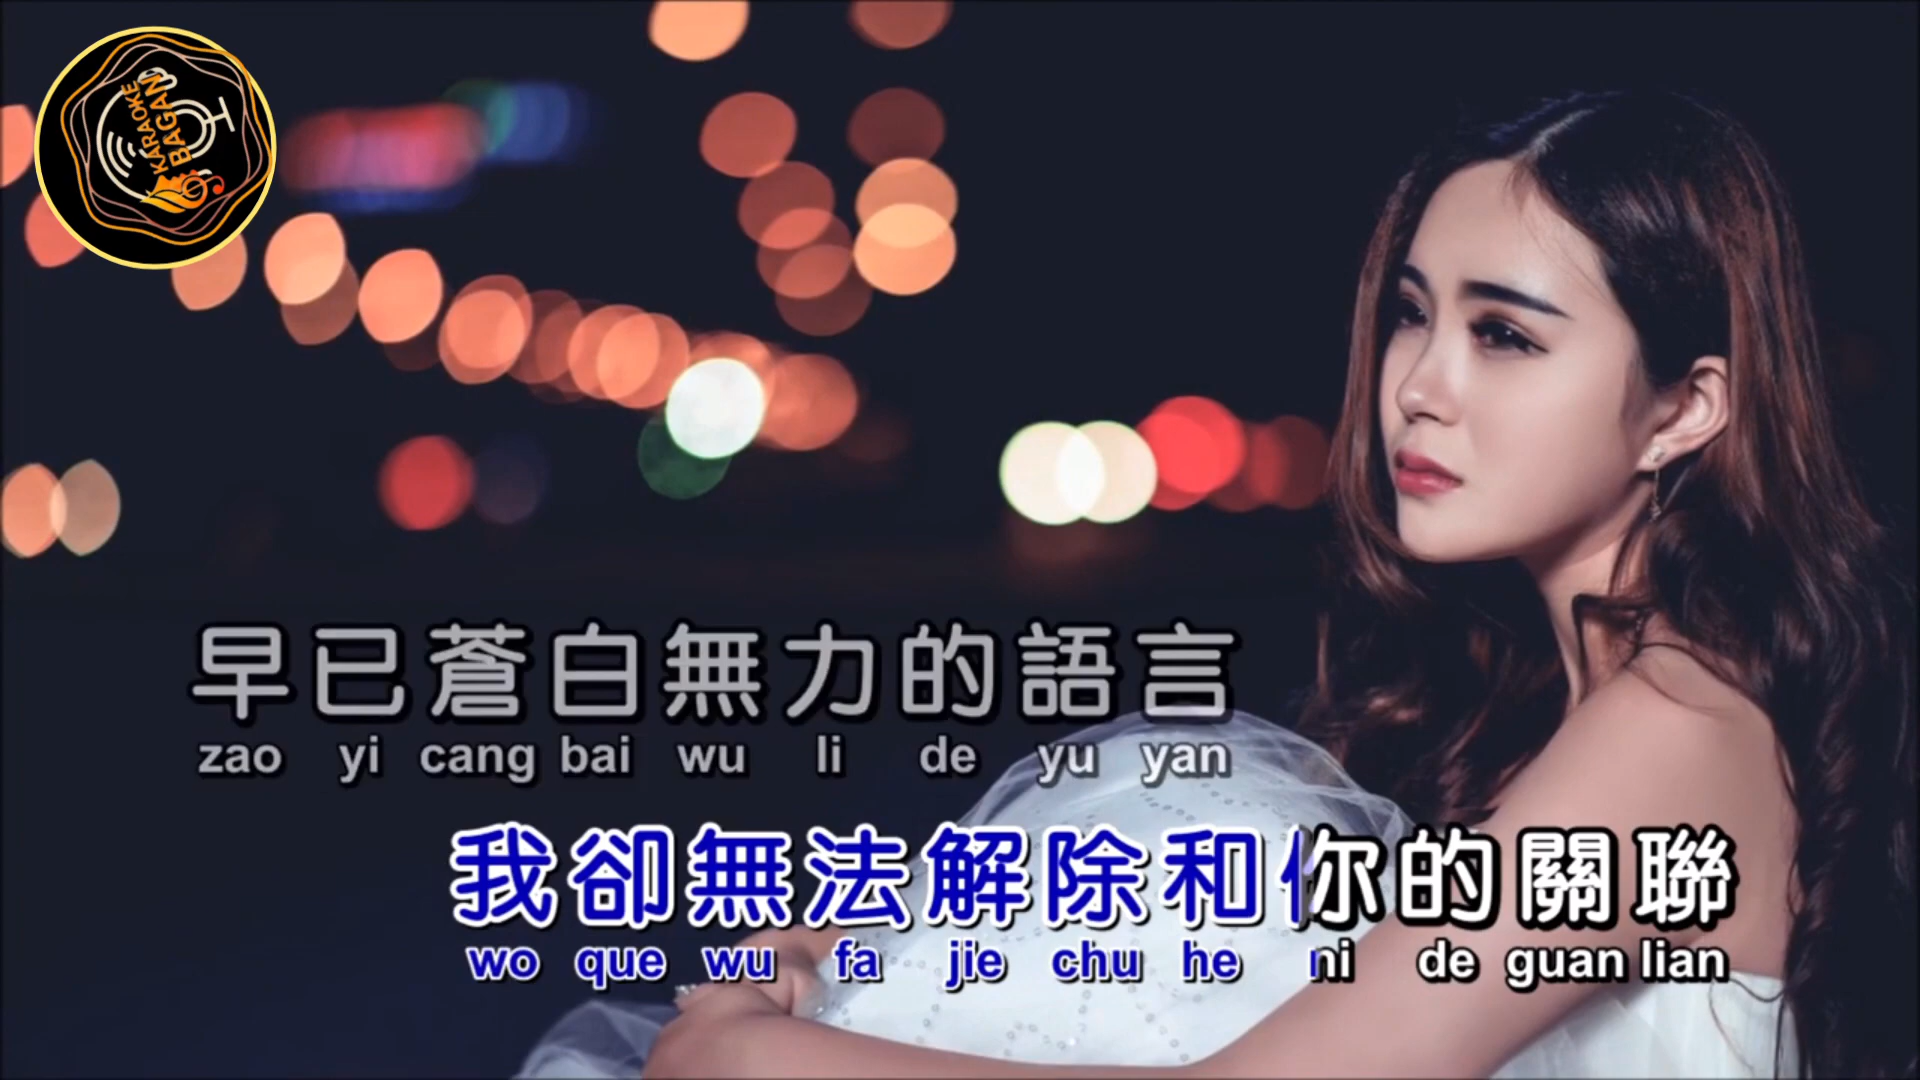 KARAOKE
BAGAN
早已蒼白無力的語言
zao yi cang bai wu li de yu yan
我卻無法解除和你的關聯
wo que wu fa jie chu he ni de guan lian